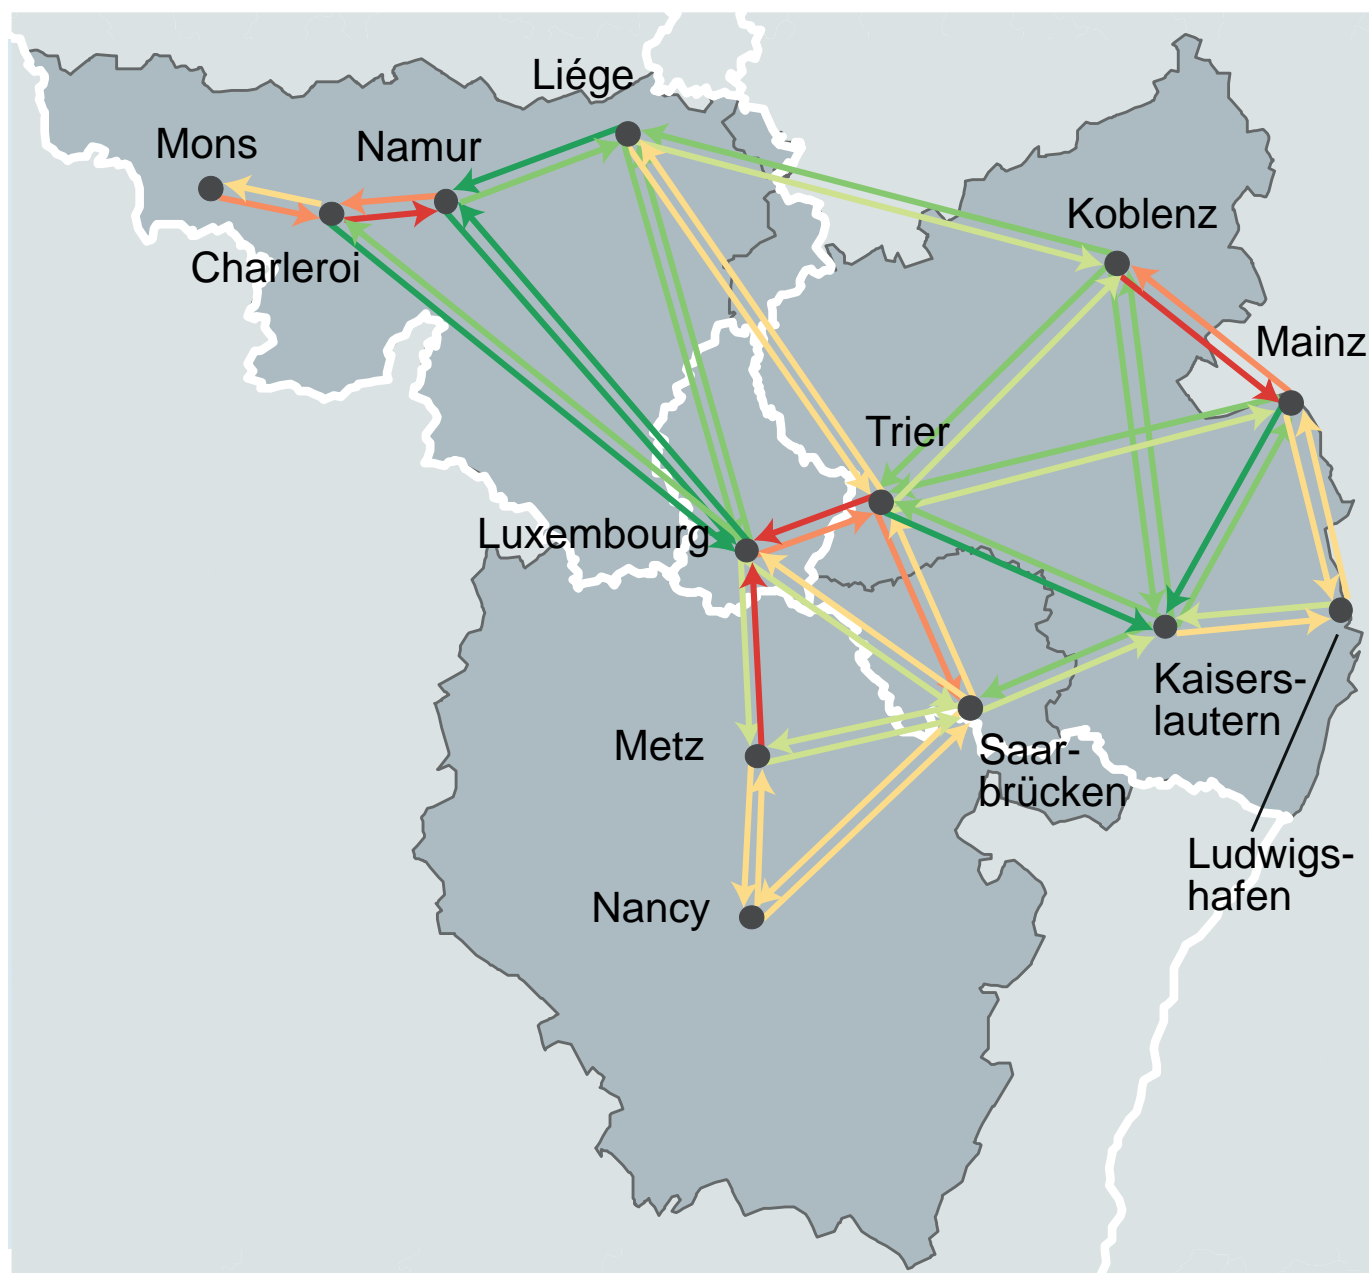 Liége
Mons
Namur
Koblenz
Charleroi
Mainz
Trier
Luxembourg
Kaisers-
lautern
Metz
Saar-
brücken
Ludwigs-
hafen
Nancy